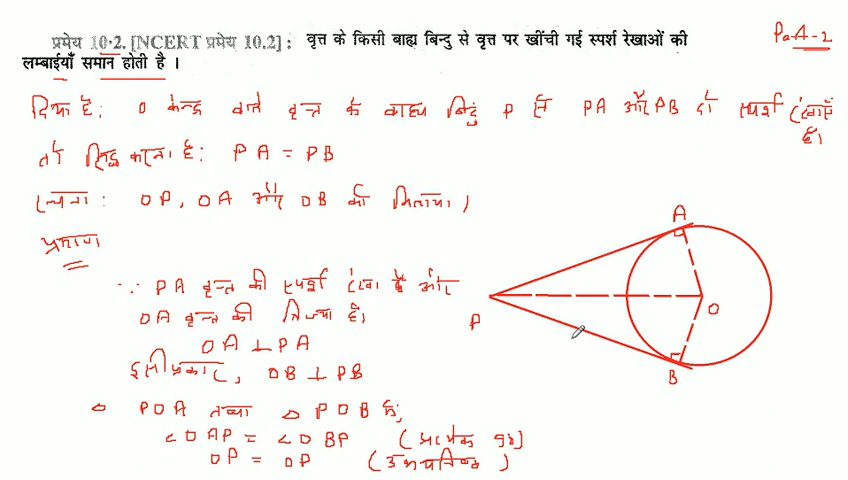 प्रमेय 10.2. [NCERT प्रमेय 10.2] : वृत्त के किसी बाह्य बिन्दु से वृत्त पर खींची गई स्पर्श रेखाओं की
लम्बाईयाँ समान होती है ।
दिया है : O केन्द्र वाले वृत्त के बाह्य बिंदु P से PA और PB दो स्पर्श रेखाएँ
हैं।
तो सिद्ध करना है : PA = PB
रचना : OP, OA और OB को मिलाया।
प्रमाण
∵ PA वृत्त की स्पर्श रेखा है और
OA वृत्त की त्रिज्या है।
OA ⊥ PA
इसी प्रकार, OB ⊥ PB
△ POA तथा △ POB में,
∠OAP = ∠OBP (प्रत्येक 90)
OP = OP (उभयनिष्ठ)
A
P
O
B